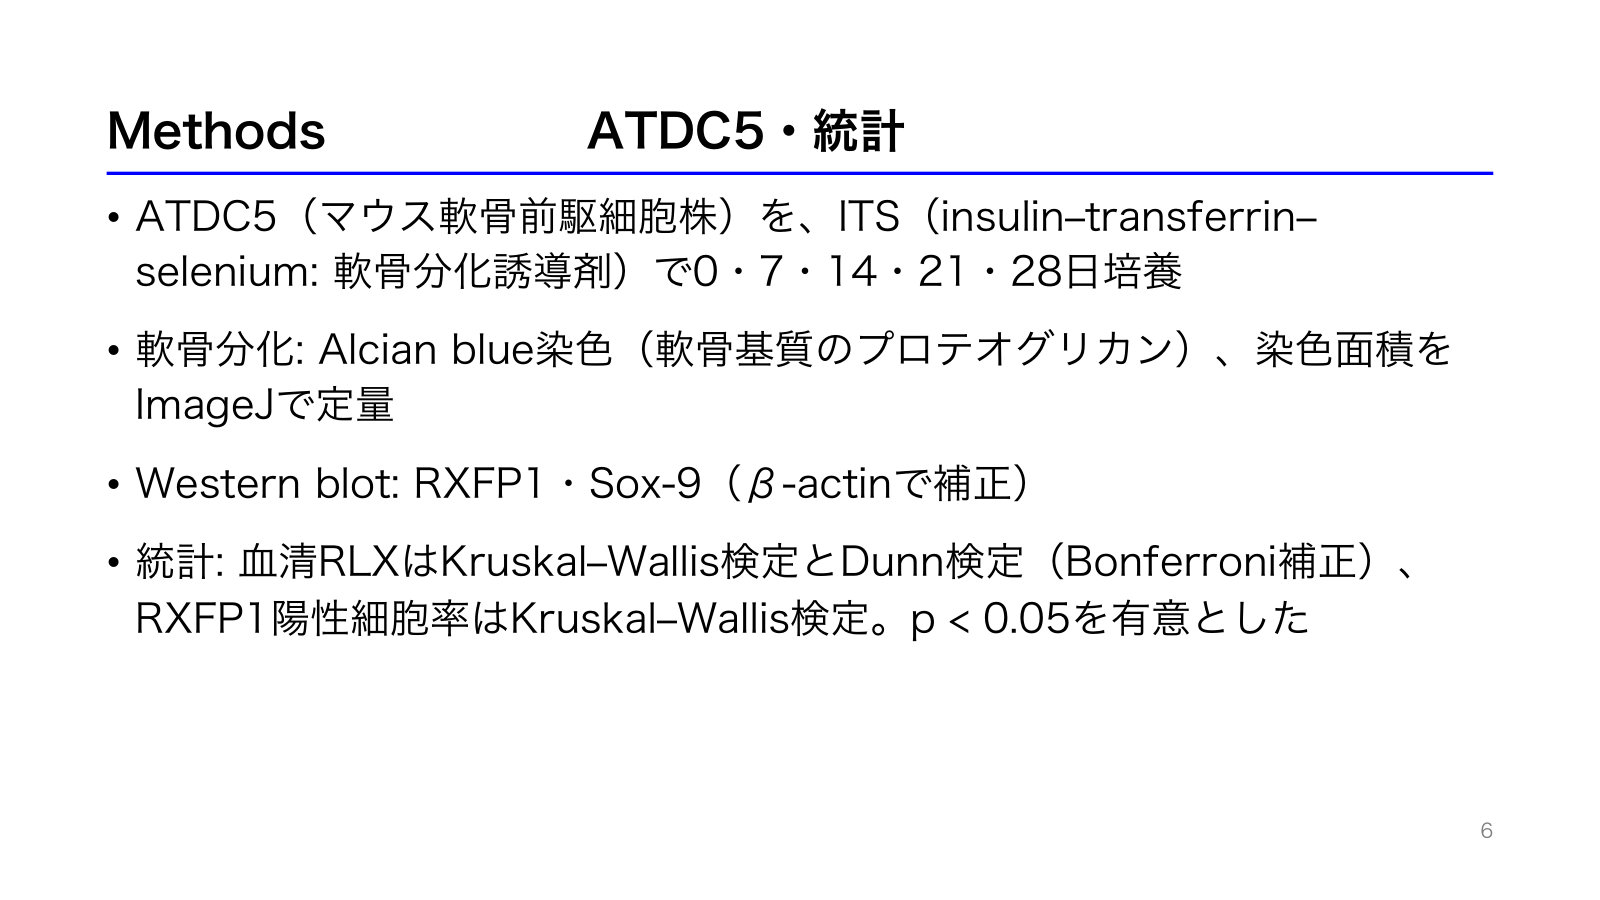 Methods ATDC5・統計
• ATDC5（マウス軟骨前駆細胞株）を、ITS（insulin–transferrin–
selenium: 軟骨分化誘導剤）で0・7・14・21・28日培養
• 軟骨分化: Alcian blue染色（軟骨基質のプロテオグリカン）、染色面積を
ImageJで定量
• Western blot: RXFP1・Sox-9（β-actinで補正）
• 統計: 血清RLXはKruskal–Wallis検定とDunn検定（Bonferroni補正）、
RXFP1陽性細胞率はKruskal–Wallis検定。p < 0.05を有意とした
6